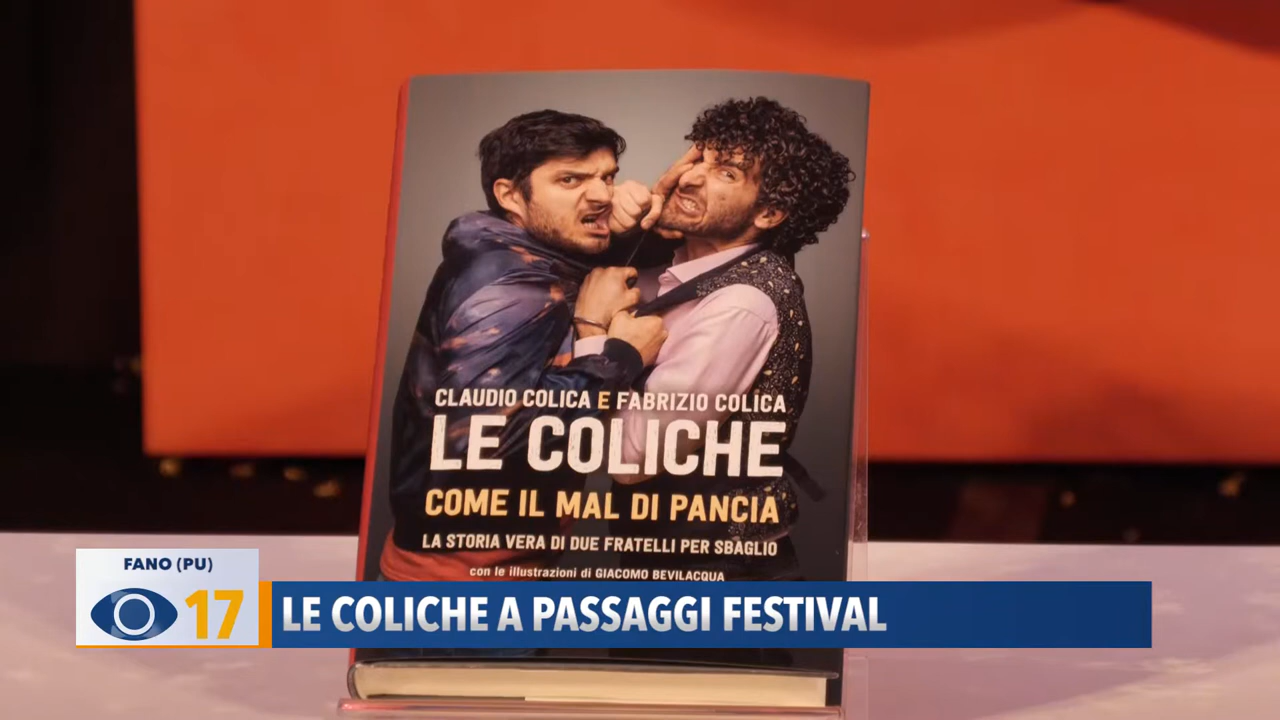 CLAUDIO COLICA E FABRIZIO COLICA
LE COLICHE
COME IL MAL DI PANCIA
LA STORIA VERA DI DUE FRATELLI PER SBAGLIO
con le illustrazioni di GIACOMO BEVILACQUA
FANO (PU)
17
LE COLICHE A PASSAGGI FESTIVAL